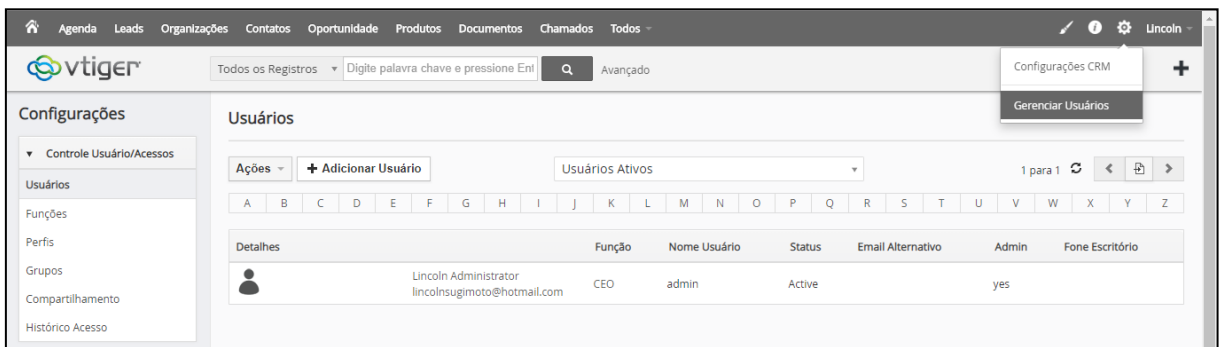 Agenda Leads Organizações Contatos Oportunidade Produtos Documentos Chamados Todos Lincoln
vtiger Todos os Registros Digite palavra chave e pressione Ent Avançado
Configurações CRM
Gerenciar Usuários
Configurações
Usuários
Controle Usuário/Acessos
Ações + Adicionar Usuário Usuários Ativos 1 para 1
Usuários
A B C D E F G H I J K L M N O P Q R S T U V W X Y Z
Funções
Perfis
Detalhes Função Nome Usuário Status Email Alternativo Admin Fone Escritório
Grupos
Lincoln Administrator
lincolnsugimoto@hotmail.com CEO admin Active yes
Compartilhamento
Histórico Acesso